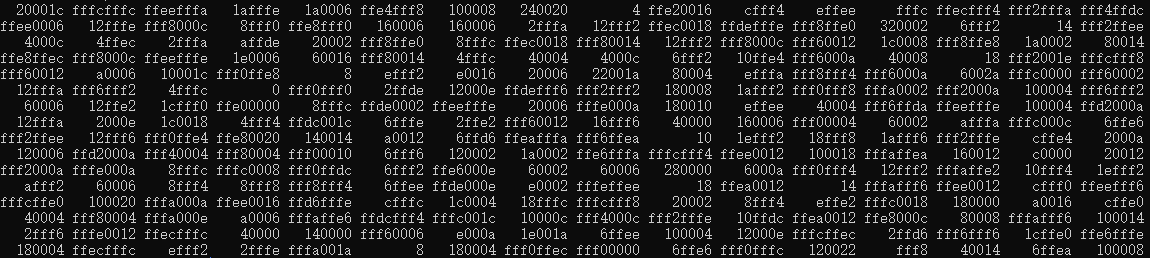 20001c fffcfffc ffeefffa 1afffe 1a0006 ffe4fff8 100008 240020 4 ffe20016 cfff4 effee fffc ffecfff4 fff2fffa fff4ffdc
ffee0006 12fffe fff8000c 8fff0 ffe8fff0 160006 160006 2fffa 12fff2 ffec0018 ffdefffe fff8fff0 320002 6fff2 14 fff2ffee
4000c 4ffec 2fffa affde 20002 fff8ffe0 8fffc ffec0018 fff80014 12fff2 fff8000c fff60012 1c0008 fff8ffe8 1a0002 80014
ffe8ffec fff8000c ffeefffe 1e0006 60016 fff80014 4fffc 40004 4000c 6fff2 10ffe4 fff6000a 40008 18 fff2001e fffcfff8
fff60012 a0006 10001c fff0ffe8 8 efff2 e0016 20006 22001a 80004 efffa fff8fff4 fff6000a 6002a fffc0000 fff60002
12fffa fff6fff2 4fffc 0 fff0fff0 2ffde 12000e ffdefff6 fff2fff2 180008 1afff2 fff0fff8 fffa0002 fff2000a 100004 fff6fff2
60006 12ffe2 1cfff0 ffe00000 8fffc ffde0002 ffeefffe 20006 fffe000a 180010 effee 40004 fff6ffda ffeefffe 100004 ffd2000a
12fffa 2000e 1c0018 4fff4 ffdc001c 6fffe 2ffe2 fff60012 16fff6 40000 160006 fff00004 60002 afffa fffc000c 6ffe6
fff2ffee 12fff6 fff0ffe4 ffe80020 140014 a0012 6ffd6 ffeafffa fff6ffea 10 1efff2 18fff8 1afff6 fff2fffe cffe4 2000a
120006 ffd2000a fff40004 fff80004 fff00010 6fff6 120002 1a0002 ffe6fffa fffcfff4 ffee0012 100018 fffaffea 160012 c0000 20012
fff2000a fffe000a 8fffc fffc0008 fff0ffdc 6fff2 ffe6000e 60002 60006 280000 6000a fff0fff4 12fff2 fffaffe2 10fff4 1efff2
afff2 60006 8fff4 8fff8 fff8fff4 6ffee ffde000e e0002 fffeffee 18 ffea0012 14 fffafff6 ffee0012 cfff0 ffeefff6
fffcffe0 100020 fffa000a ffee0016 ffd6fffe cfffc 1c0004 18fffc fffcfff8 20002 8fff4 effe2 fffc0018 180000 a0016 cffe0
40004 fff80004 fffa000e a0006 fffaffe6 ffdcfff4 fffc001c 10000c fff4000c fff2fffe 10ffdc ffea0012 ffe8000c 80008 fffafff6 100014
2fff6 fffe0012 ffecfffc 40000 140000 fff60006 e000a 1e001a 6ffee 100004 12000e fffcffec 2ffd6 fff6fff6 1cffe0 ffe6fffe
180004 ffecfffc efff2 2fffe fffa001a 8 180004 fff0ffec fff00000 6ffe6 fff0fffc 120022 fff8 40014 6ffea 100008